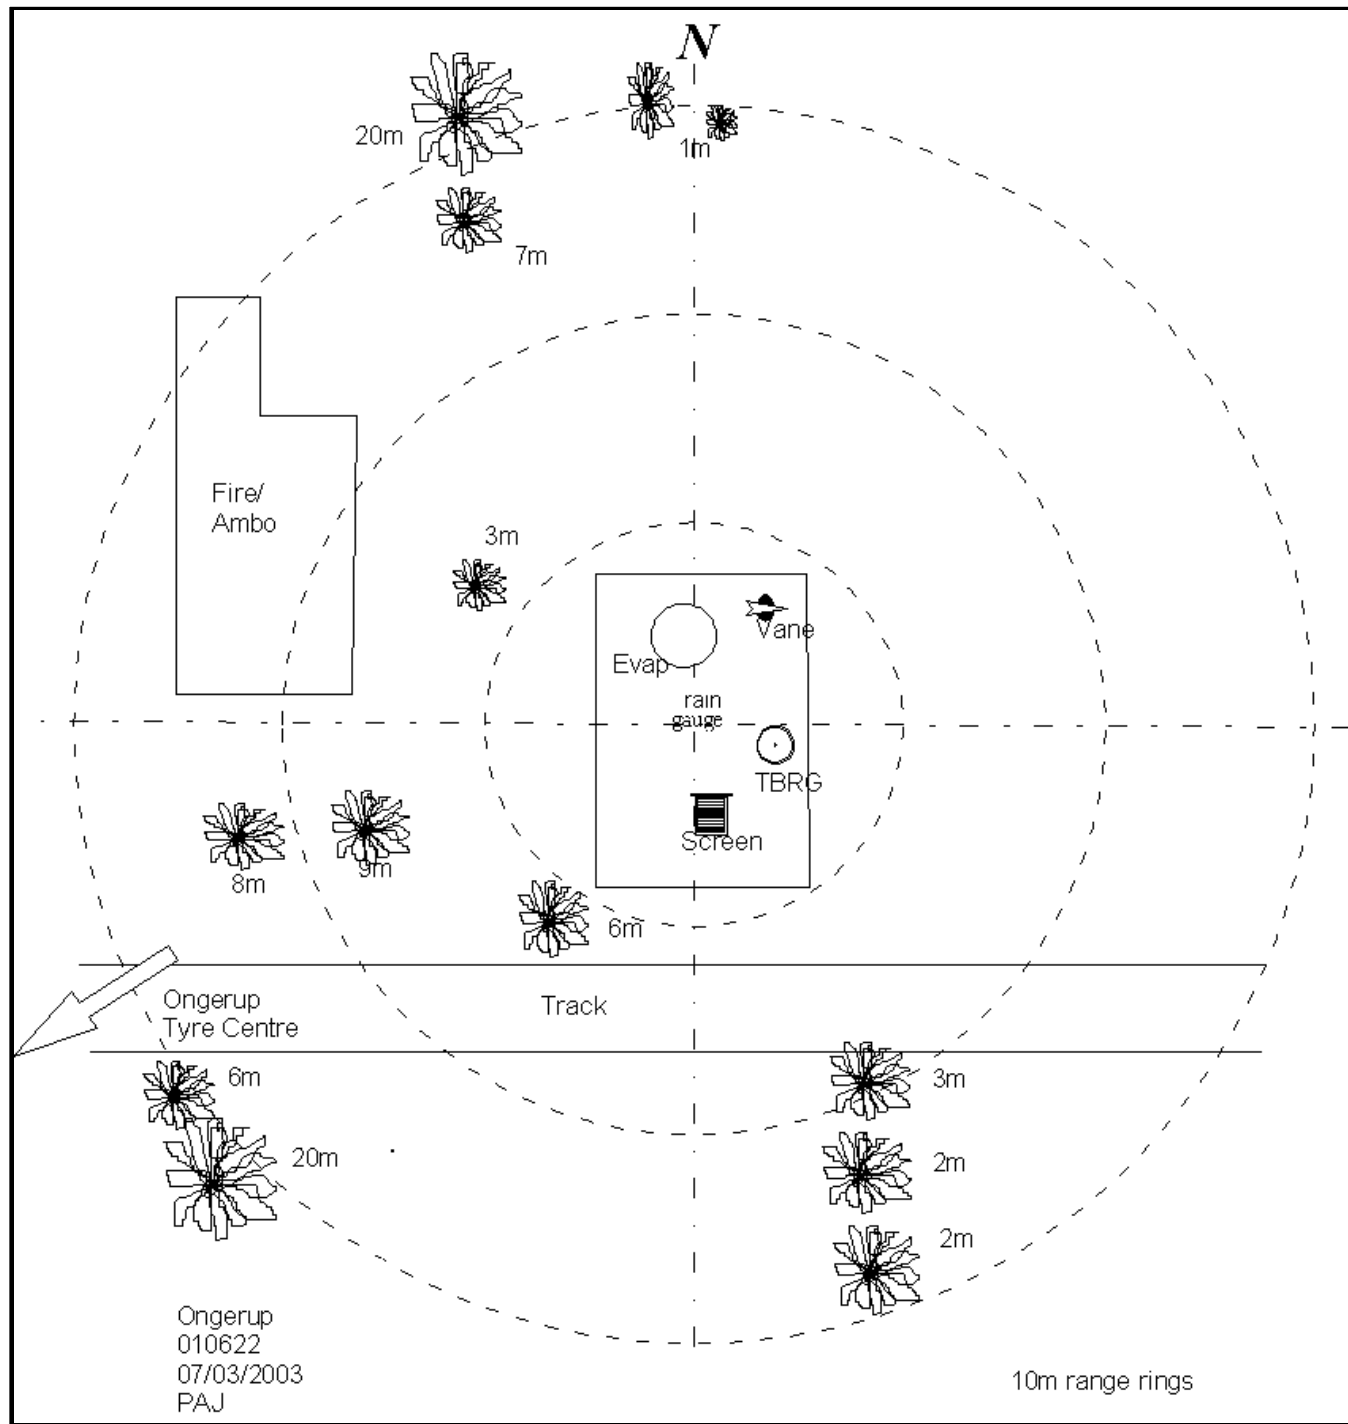 N
20m
1m
7m
Fire/
Ambo
3m
Vane
Evap
rain
gauge
TBRG
Screen
8m
9m
6m
Ongerup
Tyre Centre
Track
6m
3m
20m
2m
2m
Ongerup
010622
07/03/2003
PAJ
10m range rings